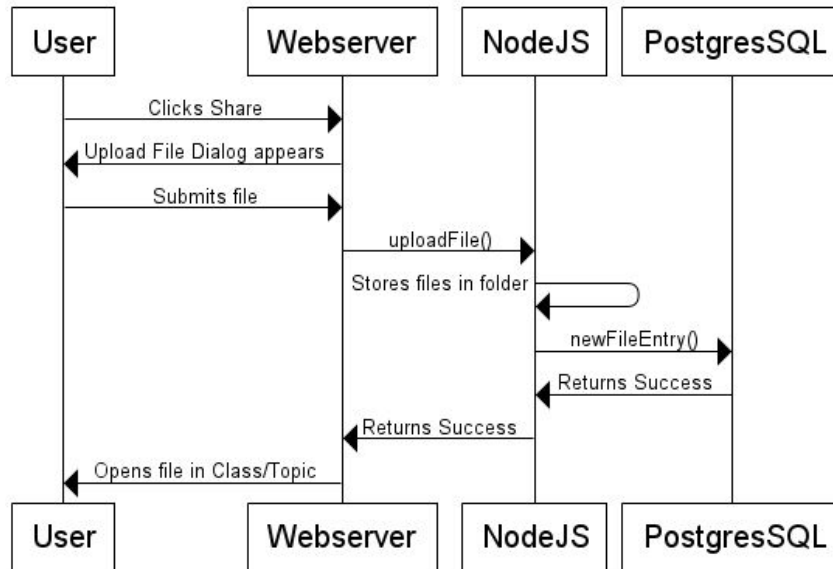 User Webserver NodeJS PostgresSQL
Clicks Share
Upload File Dialog appears
Submits file
uploadFile()
Stores files in folder
newFileEntry()
Returns Success
Returns Success
Opens file in Class/Topic
User Webserver NodeJS PostgresSQL